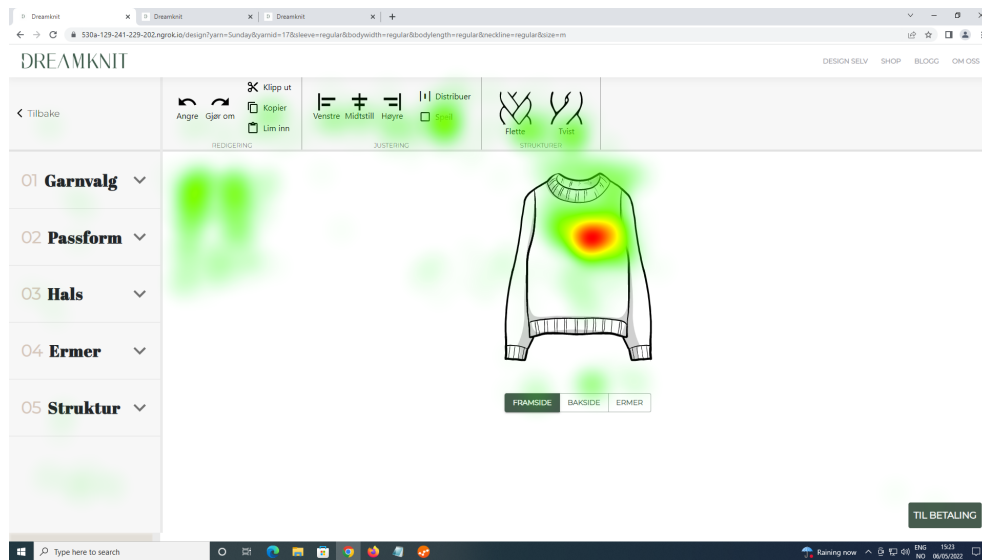 Dreamknit
Dreamknit
Dreamknit
530a-129-241-229-202.ngrok.io/design?yarn=Sunday&yarnid=17&sleeve=regular&bodywidth=regular&bodylength=regular&neckline=regular&size=m
DREAMKNIT
DESIGN SELV SHOP BLOGG OM OSS
Tilbake
Angre Gjør om
Klipp ut
Kopier
Lim inn
REDIGERING
Venstre Midtstill Høyre
Distribuer
Speil
JUSTERING
Flette Tvist
STRUKTURER
01 Garnvalg
02 Passform
03 Hals
04 Ermer
05 Struktur
FRAMSIDE BAKSIDE ERMER
TIL BETALING
Type here to search
Raining now
ENG
NO
15:23
06/05/2022